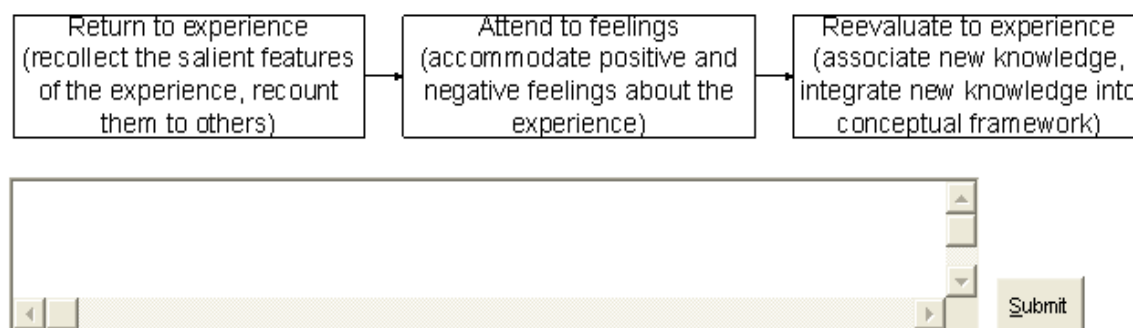 Return to experience
(recollect the salient features
of the experience, recount
them to others)
Attend to feelings
(accommodate positive and
negative feelings about the
experience)
Reevaluate to experience
(associate new knowledge,
integrate new knowledge into
conceptual framework)
Submit